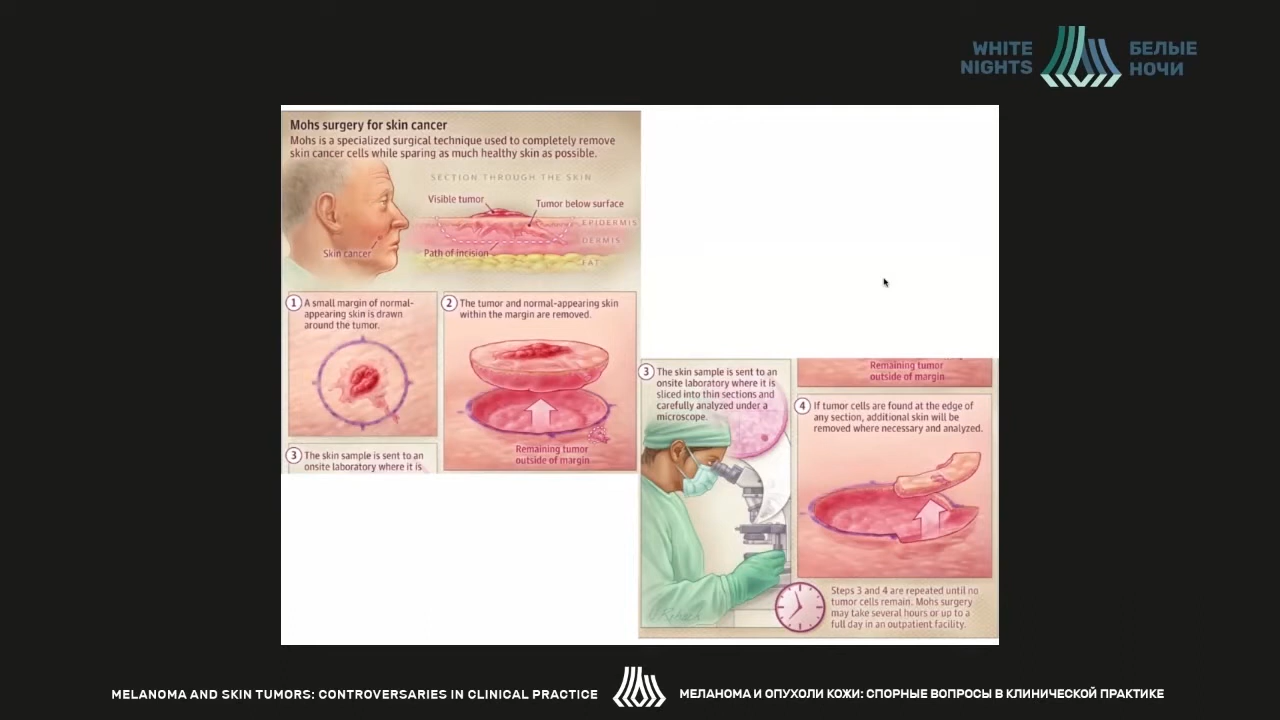 WHITE
NIGHTS
БЕЛЫЕ
НОЧИ
Mohs surgery for skin cancer
Mohs is a specialized surgical technique used to completely remove
skin cancer cells while sparing as much healthy skin as possible.
SECTION THROUGH THE SKIN
Visible tumor
Tumor below surface
EPIDERMIS
DERMIS
Skin cancer
Path of incision
FAT
1 A small margin of normal-
appearing skin is drawn
around the tumor.
2 The tumor and normal-appearing skin
within the margin are removed.
Remaining tumor
outside of margin
3 The skin sample is sent to an
onsite laboratory where it is
3 The skin sample is sent to an
onsite laboratory where it is
sliced into thin sections and
carefully analyzed under a
microscope.
Remaining tumor
outside of margin
4 If tumor cells are found at the edge of
any section, additional skin will be
removed where necessary and analyzed.
Steps 3 and 4 are repeated until no
tumor cells remain. Mohs surgery
may take several hours or up to a
full day in an outpatient facility.
MELANOMA AND SKIN TUMORS: CONTROVERSARIES IN CLINICAL PRACTICE
МЕЛАНОМА И ОПУХОЛИ КОЖИ: СПОРНЫЕ ВОПРОСЫ В КЛИНИЧЕСКОЙ ПРАКТИКЕ